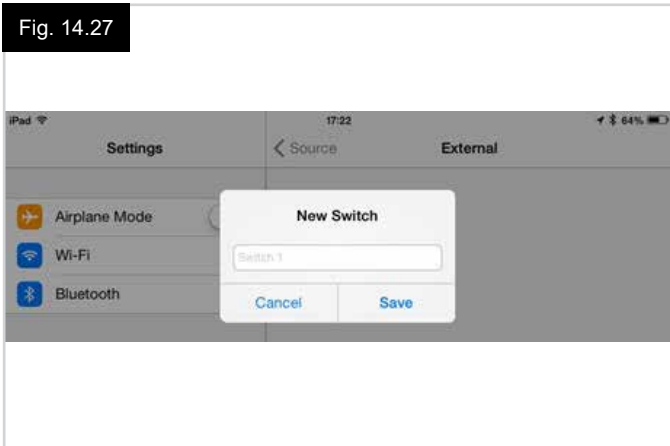 Fig. 14.27
iPad 17:22 64%
Settings Source External
New Switch
Airplane Mode
Switch 1
Wi-Fi
Bluetooth
Cancel Save